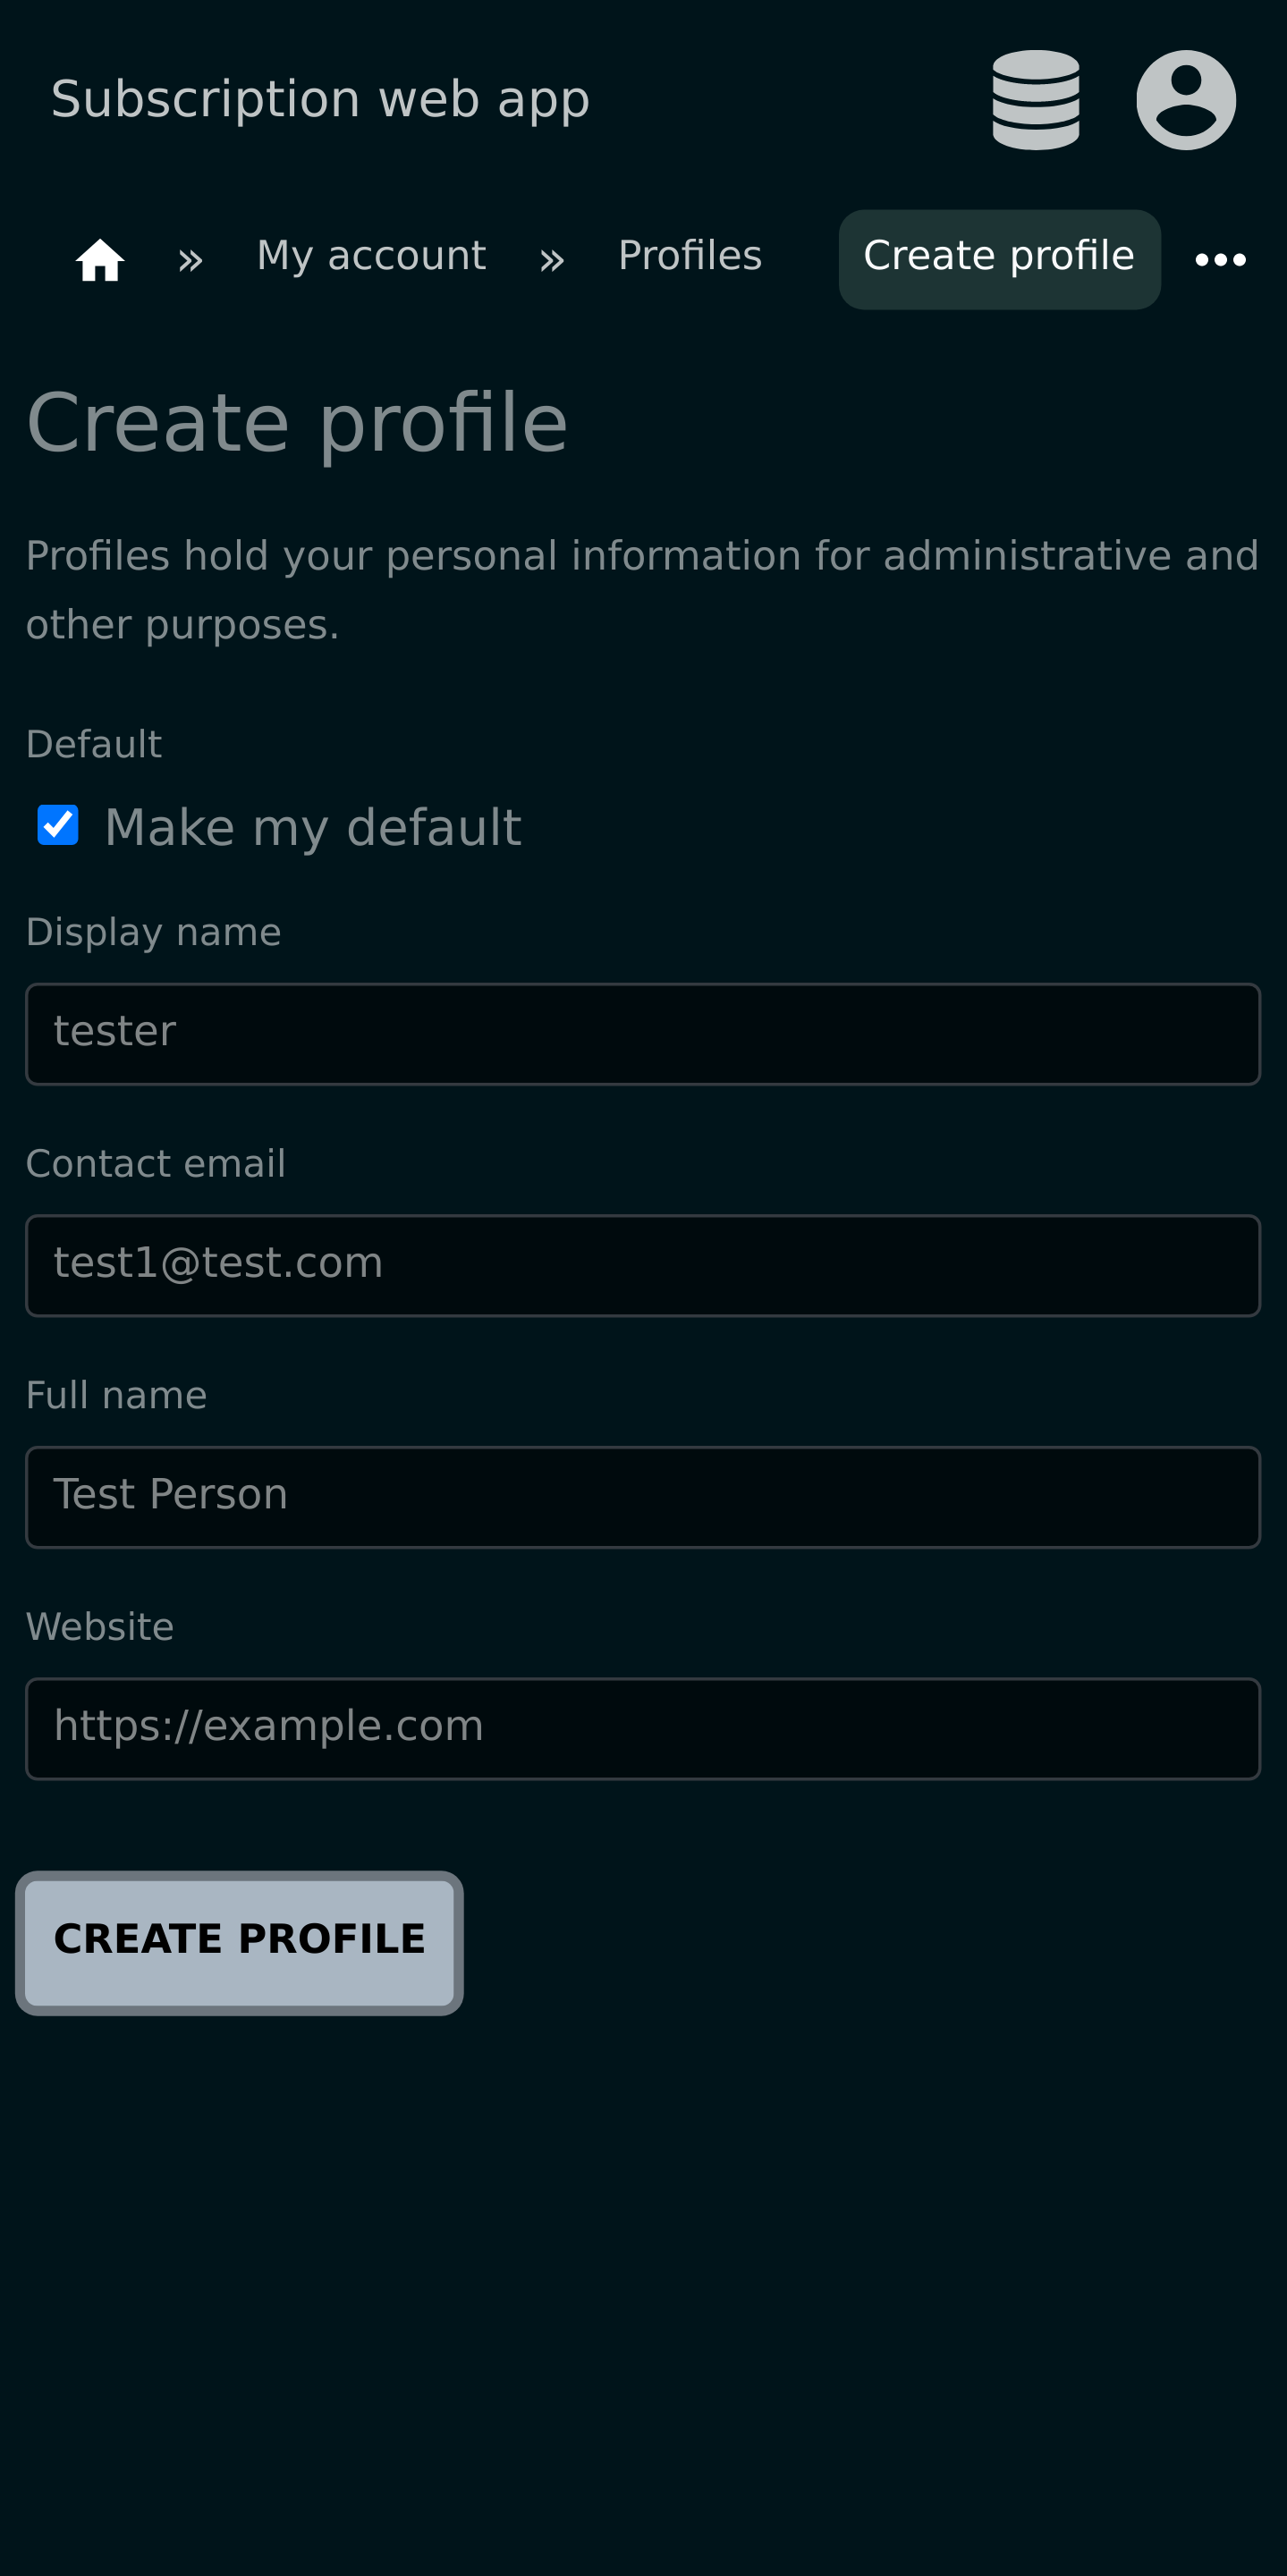 Subscription web app
» My account » Profiles Create profile
Create profile
Profiles hold your personal information for administrative and
other purposes.
Default
Make my default
Display name
tester
Contact email
test1@test.com
Full name
Test Person
Website
https://example.com
CREATE PROFILE